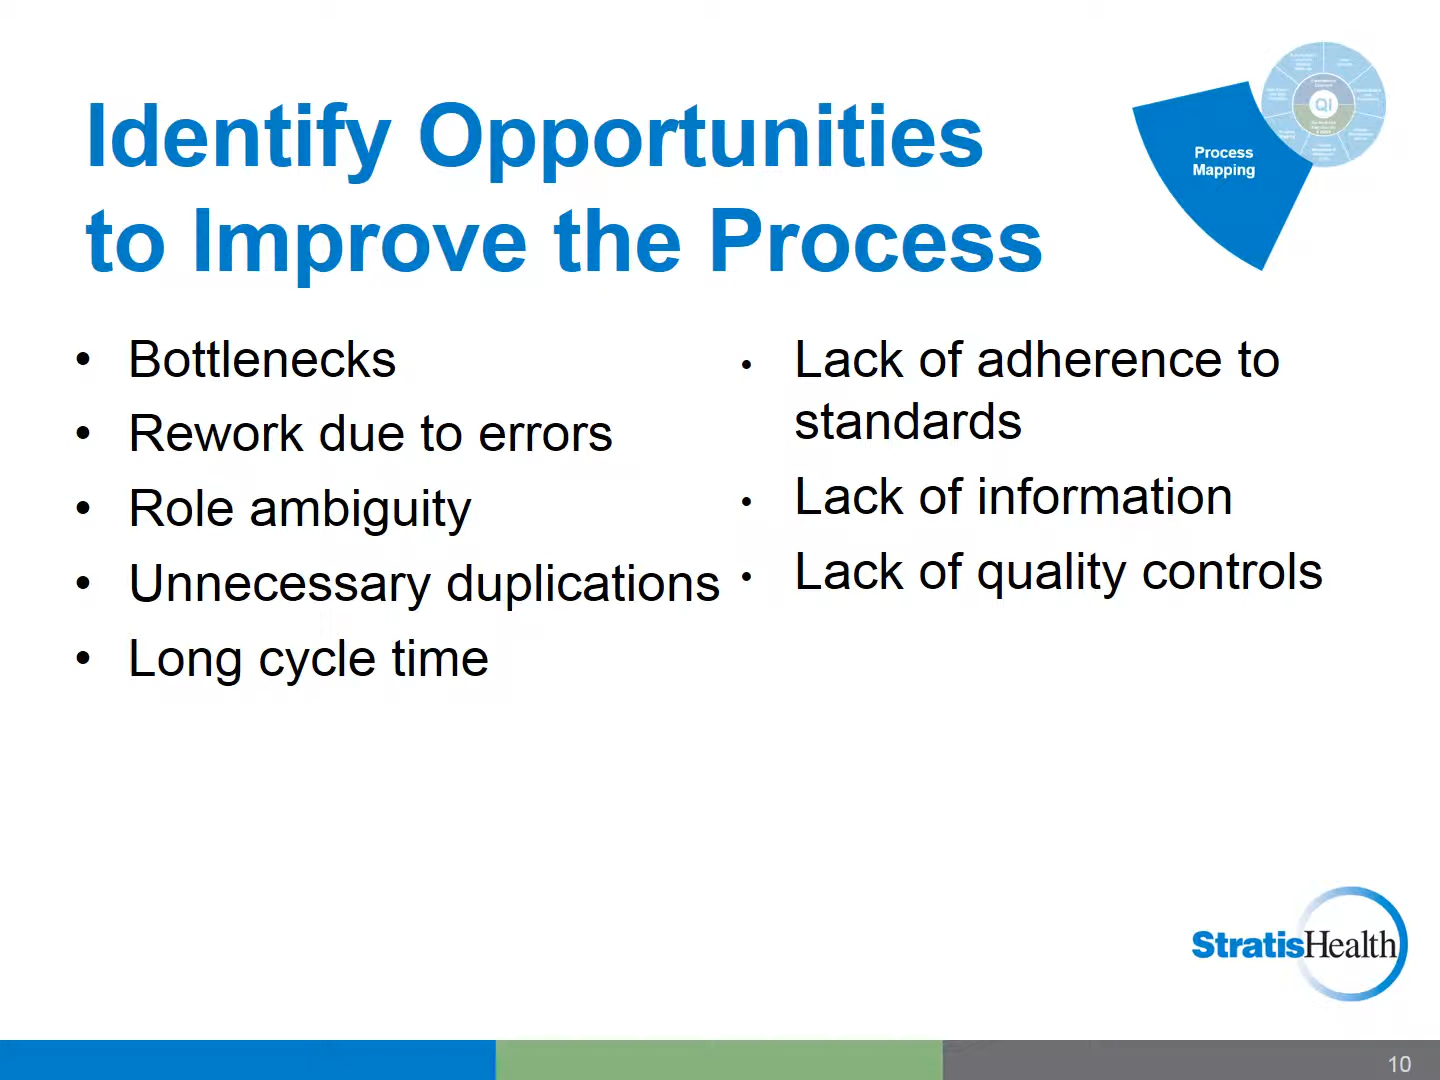 Identify Opportunities
to Improve the Process
Process
Mapping
QI
• Bottlenecks
• Rework due to errors
• Role ambiguity
• Unnecessary duplications
• Long cycle time
• Lack of adherence to
standards
• Lack of information
• Lack of quality controls
StratisHealth
10